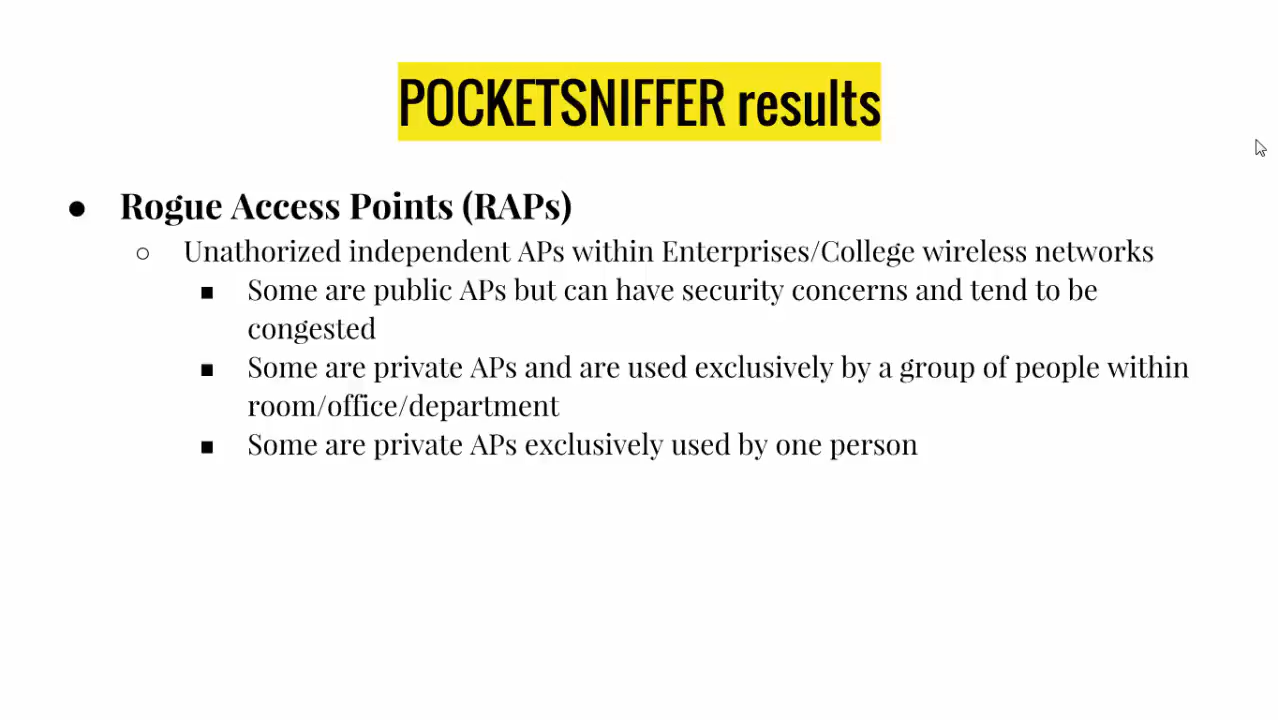 POCKETSNIFFER results
● Rogue Access Points (RAPs)
○ Unathorized independent APs within Enterprises/College wireless networks
■ Some are public APs but can have security concerns and tend to be
congested
■ Some are private APs and are used exclusively by a group of people within
room/office/department
■ Some are private APs exclusively used by one person